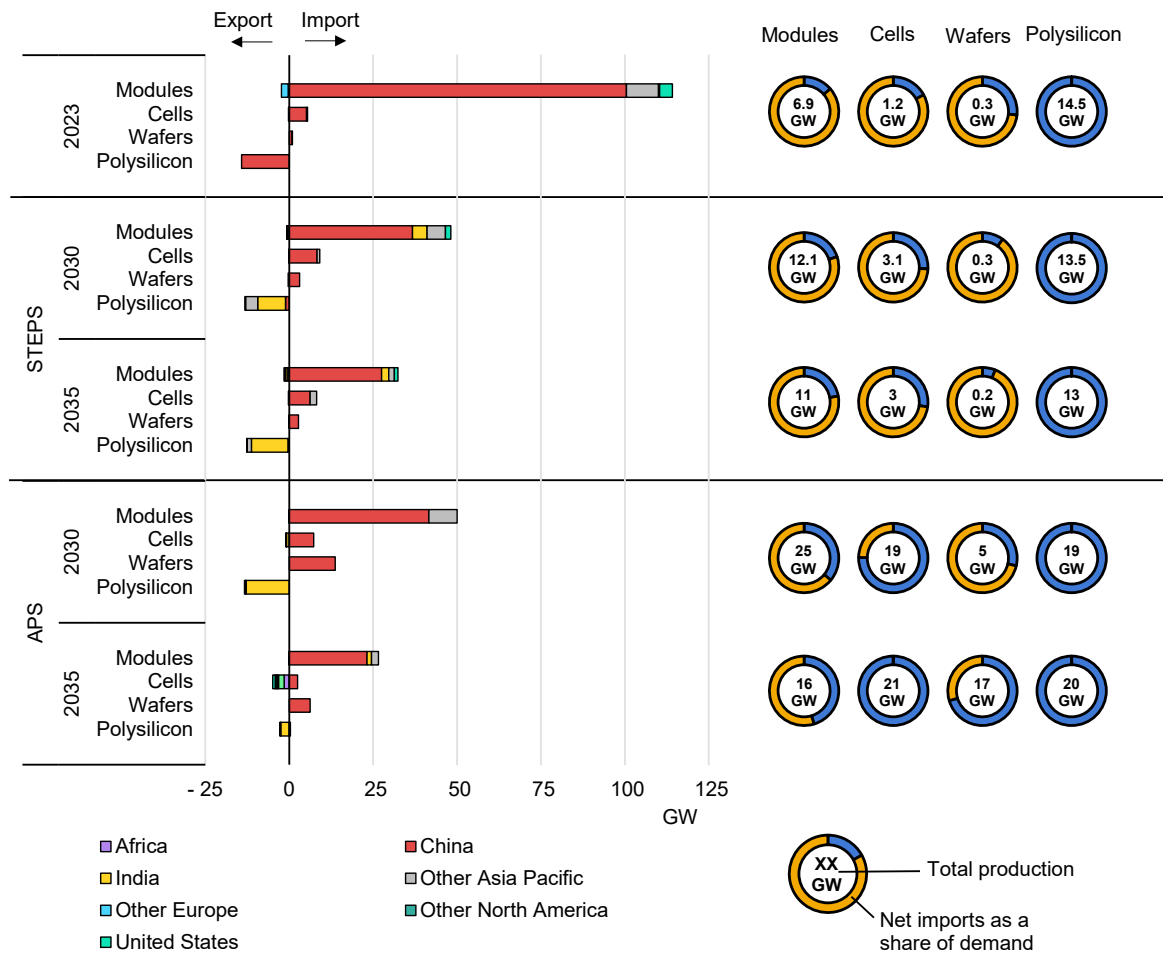 Export Import
Modules Cells Wafers Polysilicon
2023
Modules
Cells
Wafers
Polysilicon
6.9 GW
1.2 GW
0.3 GW
14.5 GW
STEPS
2030
Modules
Cells
Wafers
Polysilicon
12.1 GW
3.1 GW
0.3 GW
13.5 GW
2035
Modules
Cells
Wafers
Polysilicon
11 GW
3 GW
0.2 GW
13 GW
APS
2030
Modules
Cells
Wafers
Polysilicon
25 GW
19 GW
5 GW
19 GW
2035
Modules
Cells
Wafers
Polysilicon
16 GW
21 GW
17 GW
20 GW
- 25 0 25 50 75 100 125
GW
Africa
China
India
Other Asia Pacific
Other Europe
Other North America
United States
XX GW
Total production
Net imports as a
share of demand